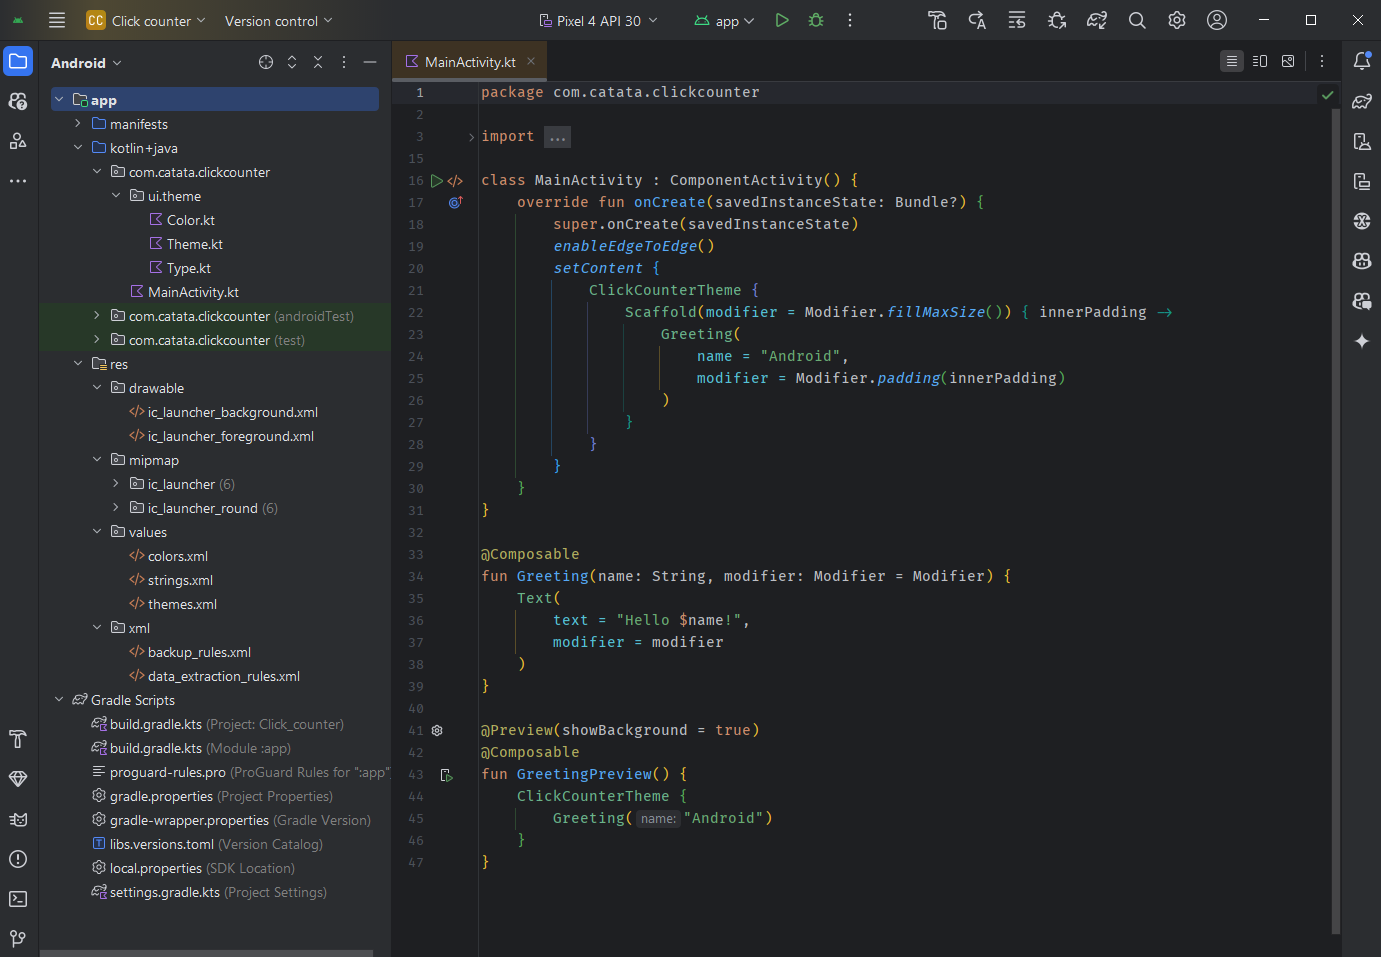 CC Click counter Version control Pixel 4 API 30 app
Android
MainActivity.kt
app
manifests
kotlin+java
com.catata.clickcounter
ui.theme
Color.kt
Theme.kt
Type.kt
MainActivity.kt
com.catata.clickcounter (androidTest)
com.catata.clickcounter (test)
res
drawable
ic_launcher_background.xml
ic_launcher_foreground.xml
mipmap
ic_launcher (6)
ic_launcher_round (6)
values
colors.xml
strings.xml
themes.xml
xml
backup_rules.xml
data_extraction_rules.xml
Gradle Scripts
build.gradle.kts (Project: Click_counter)
build.gradle.kts (Module :app)
proguard-rules.pro (ProGuard Rules for ":app"
gradle.properties (Project Properties)
gradle-wrapper.properties (Gradle Version)
libs.versions.toml (Version Catalog)
local.properties (SDK Location)
settings.gradle.kts (Project Settings)
1 package com.catata.clickcounter
2
3 import ...
15
16 class MainActivity : ComponentActivity() {
17 override fun onCreate(savedInstanceState: Bundle?) {
18 super.onCreate(savedInstanceState)
19 enableEdgeToEdge()
20 setContent {
21 ClickCounterTheme {
22 Scaffold(modifier = Modifier.fillMaxSize()) { innerPadding ->
23 Greeting(
24 name = "Android",
25 modifier = Modifier.padding(innerPadding)
26 )
27 }
28 }
29 }
30 }
31 }
32
33 @Composable
34 fun Greeting(name: String, modifier: Modifier = Modifier) {
35 Text(
36 text = "Hello $name!",
37 modifier = modifier
38 )
39 }
40
41 @Preview(showBackground = true)
42 @Composable
43 fun GreetingPreview() {
44 ClickCounterTheme {
45 Greeting( name: "Android")
46 }
47 }